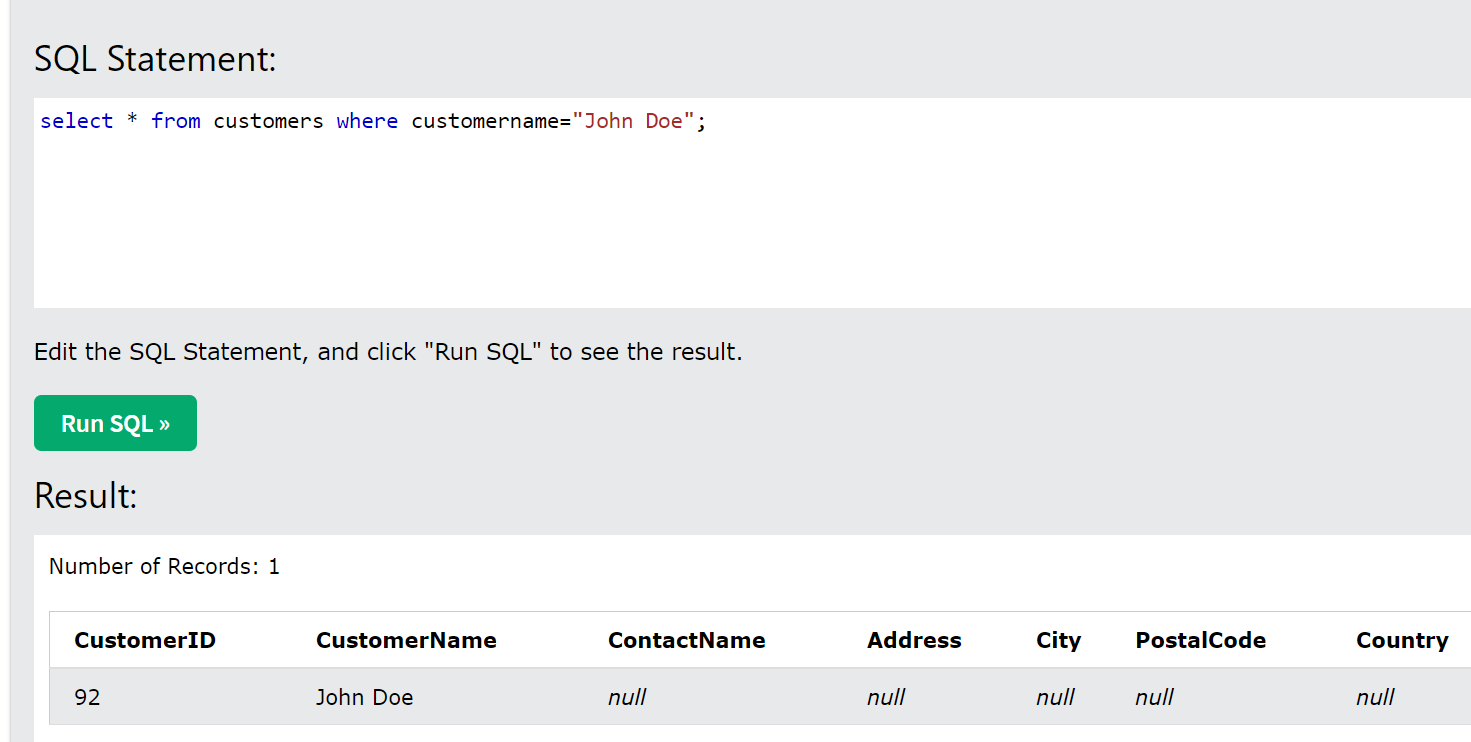 SQL Statement:
select * from customers where customername="John Doe";
Edit the SQL Statement, and click "Run SQL" to see the result.
Run SQL »
Result:
Number of Records: 1
CustomerID CustomerName ContactName Address City PostalCode Country
92 John Doe null null null null null